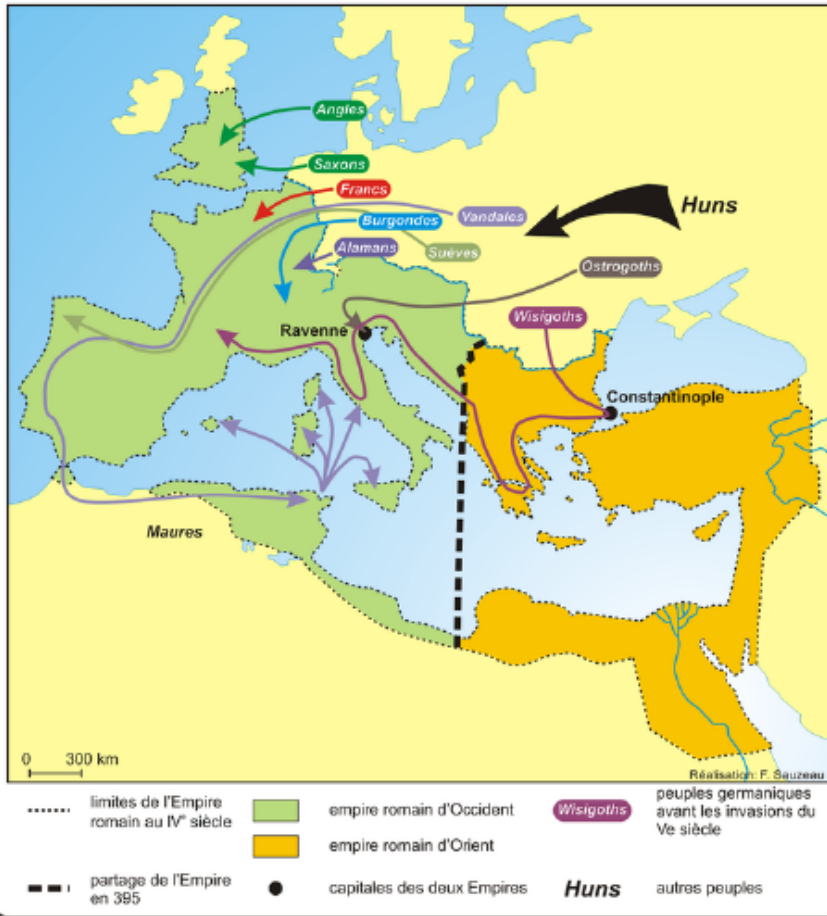 Angles
Saxons
Francs
Burgondes
Vandales
Huns
Alamans
Suèves
Ostrogoths
Wisigoths
Ravenne
Constantinople
Maures
0 300 km
Réalisation: F. Sauzeau
limites de l'Empire
romain au IVe siècle
empire romain d'Occident
empire romain d'Orient
Wisigoths
peuples germaniques
avant les invasions du
Ve siècle
partage de l'Empire
en 395
capitales des deux Empires
Huns
autres peuples